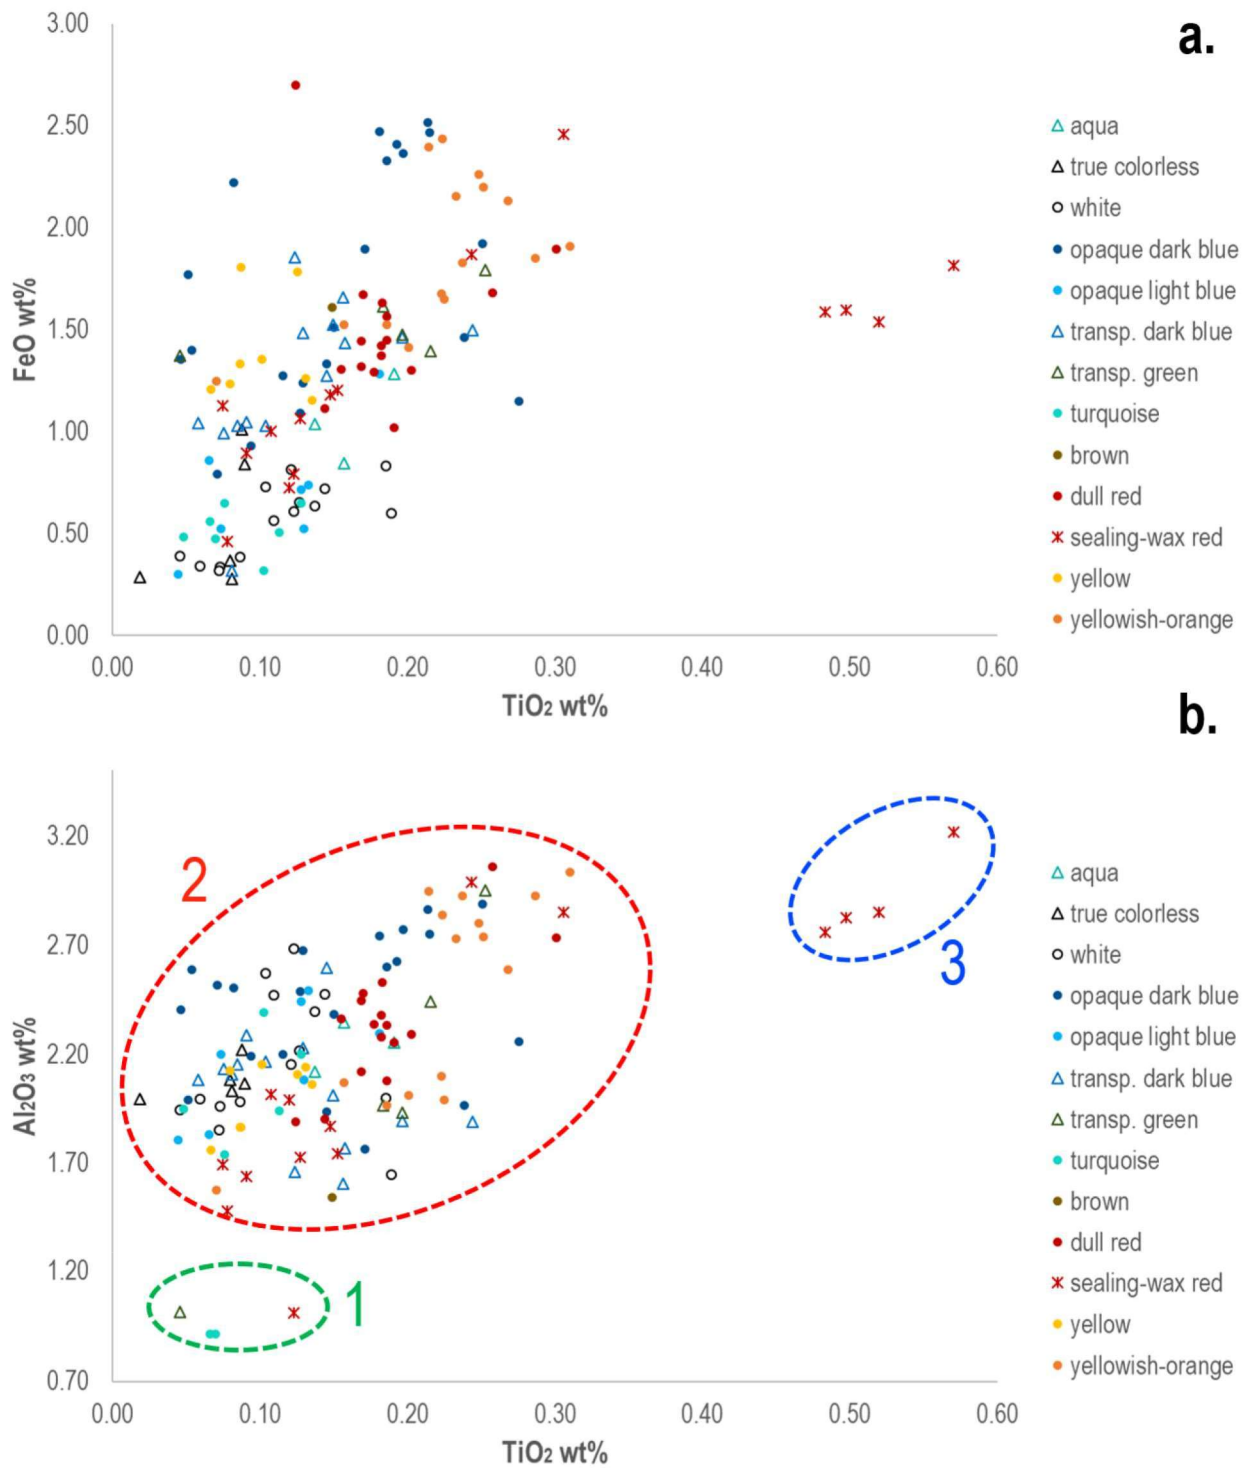 a.
3.00
2.50
2.00
1.50
1.00
0.50
0.00
FeO wt%
0.00 0.10 0.20 0.30 0.40 0.50 0.60
TiO2 wt%
aqua
true colorless
white
opaque dark blue
opaque light blue
transp. dark blue
transp. green
turquoise
brown
dull red
sealing-wax red
yellow
yellowish-orange
b.
3.20
2.70
2.20
1.70
1.20
0.70
Al2O3 wt%
2
3
1
0.00 0.10 0.20 0.30 0.40 0.50 0.60
TiO2 wt%
aqua
true colorless
white
opaque dark blue
opaque light blue
transp. dark blue
transp. green
turquoise
brown
dull red
sealing-wax red
yellow
yellowish-orange